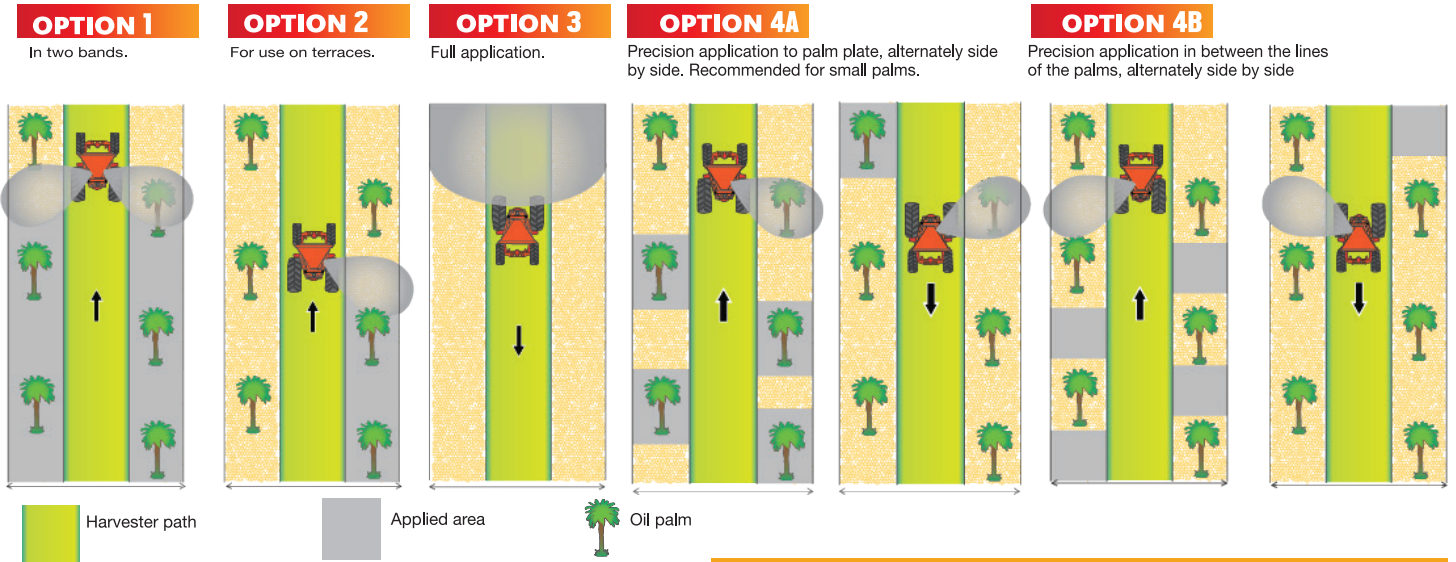 OPTION 1
In two bands.
OPTION 2
For use on terraces.
OPTION 3
Full application.
OPTION 4A
Precision application to palm plate, alternately side
by side. Recommended for small palms.
OPTION 4B
Precision application in between the lines
of the palms, alternately side by side
Harvester path
Applied area
Oil palm